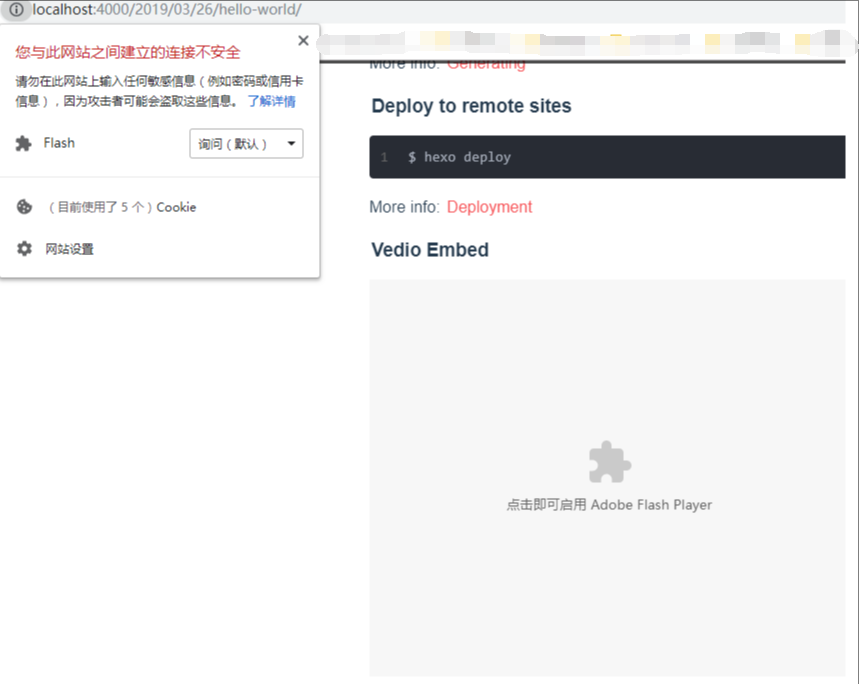 localhost:4000/2019/03/26/hello-world/
您与此网站之间建立的连接不安全
请勿在此网站上输入任何敏感信息（例如密码或信用卡
信息），因为攻击者可能会盗取这些信息。 了解详情
Flash 询问（默认）
（目前使用了 5 个）Cookie
网站设置
More info: Generating
Deploy to remote sites
1 $ hexo deploy
More info: Deployment
Vedio Embed
点击即可启用 Adobe Flash Player